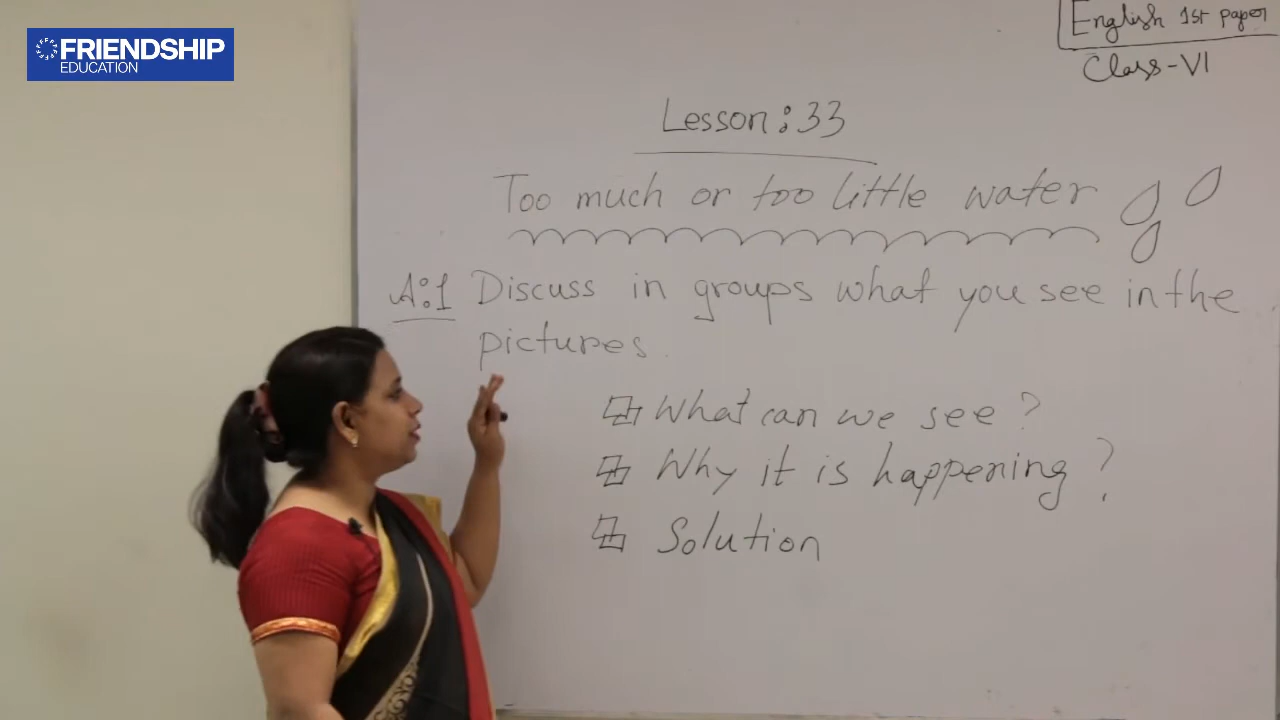 FRIENDSHIP
EDUCATION
English 1st paper
Class-VI
Lesson:33
Too much or too little water
A:1 Discuss in groups what you see in the
pictures.
What can we see?
Why it is happening?
Solution